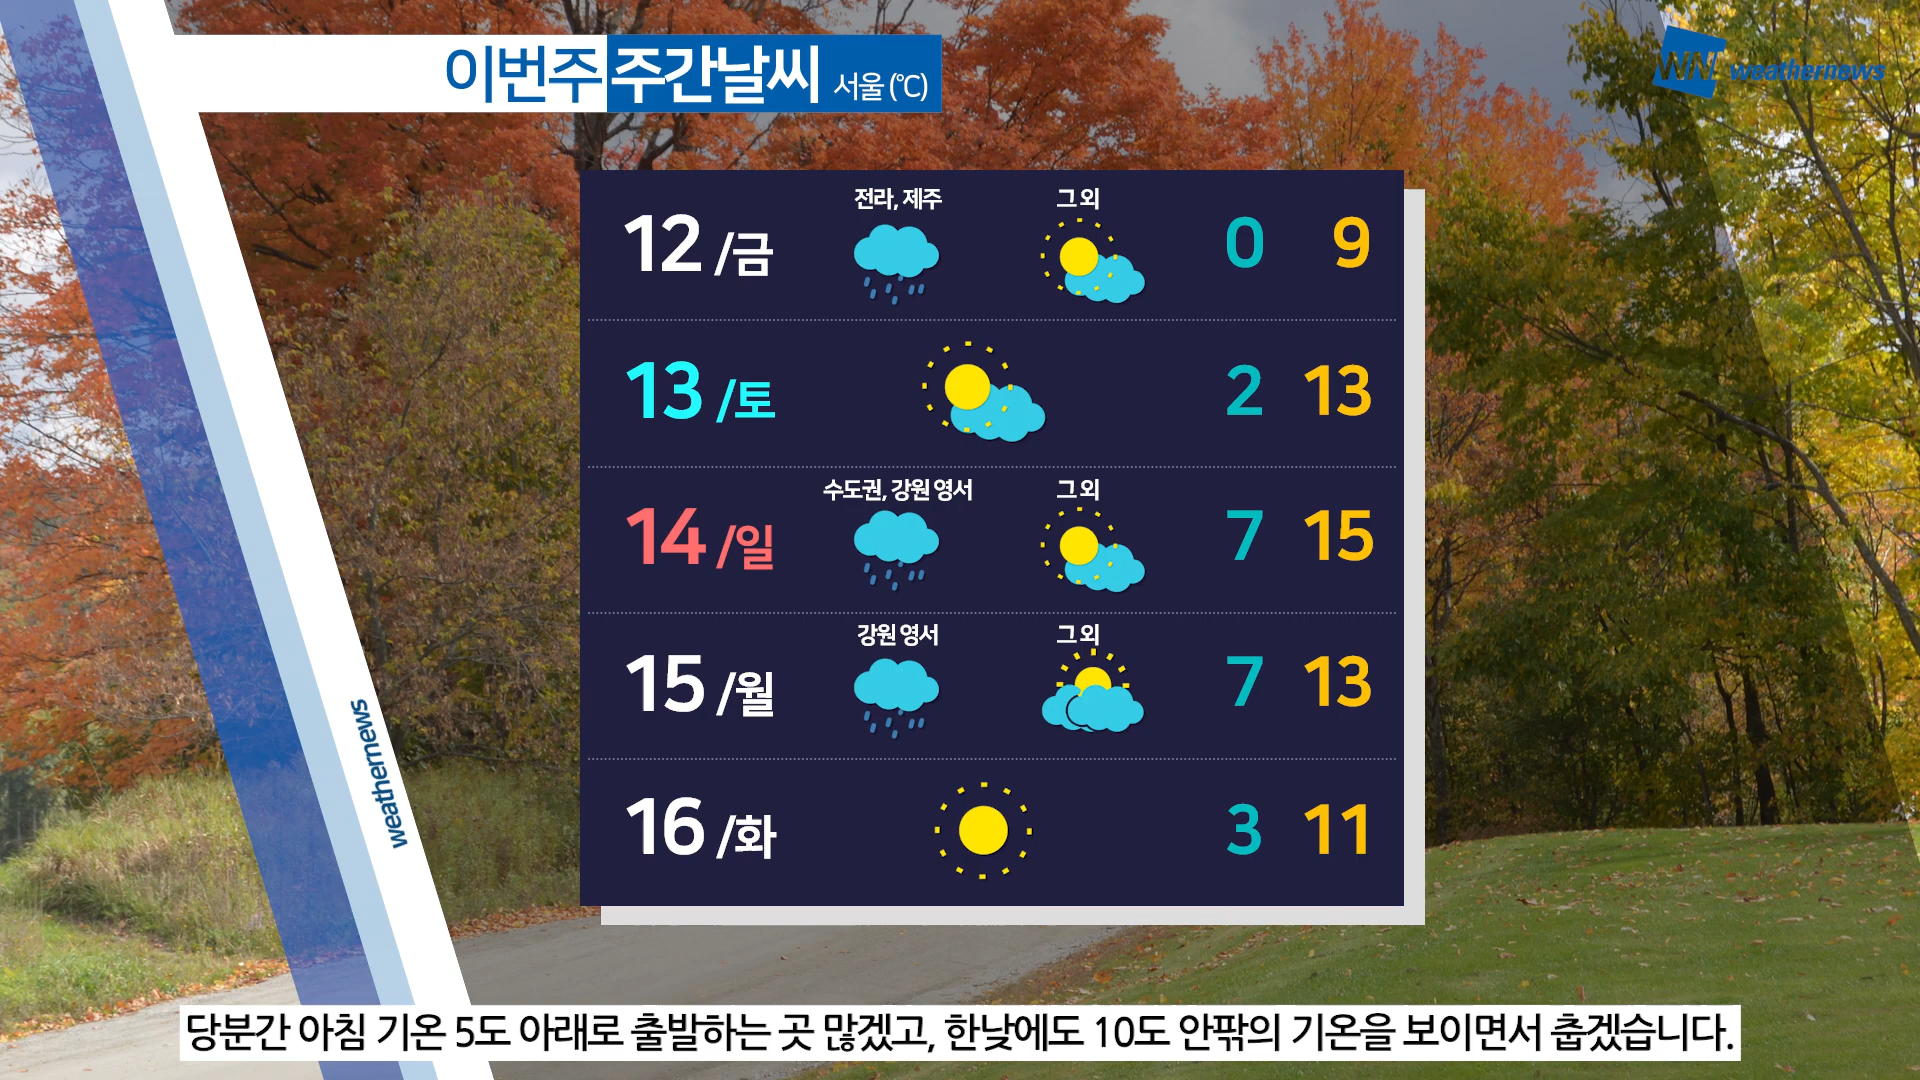 이번주 주간날씨 서울 (℃)
WNI weathernews
전라, 제주 그 외
12 /금 0 9
13 /토 2 13
수도권, 강원 영서 그 외
14 /일 7 15
강원 영서 그 외
15 /월 7 13
16 /화 3 11
weathernews
당분간 아침 기온 5도 아래로 출발하는 곳 많겠고, 한낮에도 10도 안팎의 기온을 보이면서 춥겠습니다.